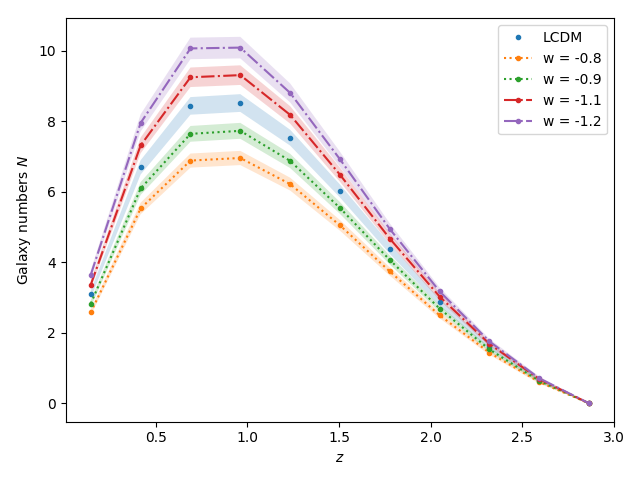 LCDM
w = -0.8
w = -0.9
w = -1.1
w = -1.2
Galaxy numbers N
10
8
6
4
2
0
0.5 1.0 1.5 2.0 2.5 3.0
z